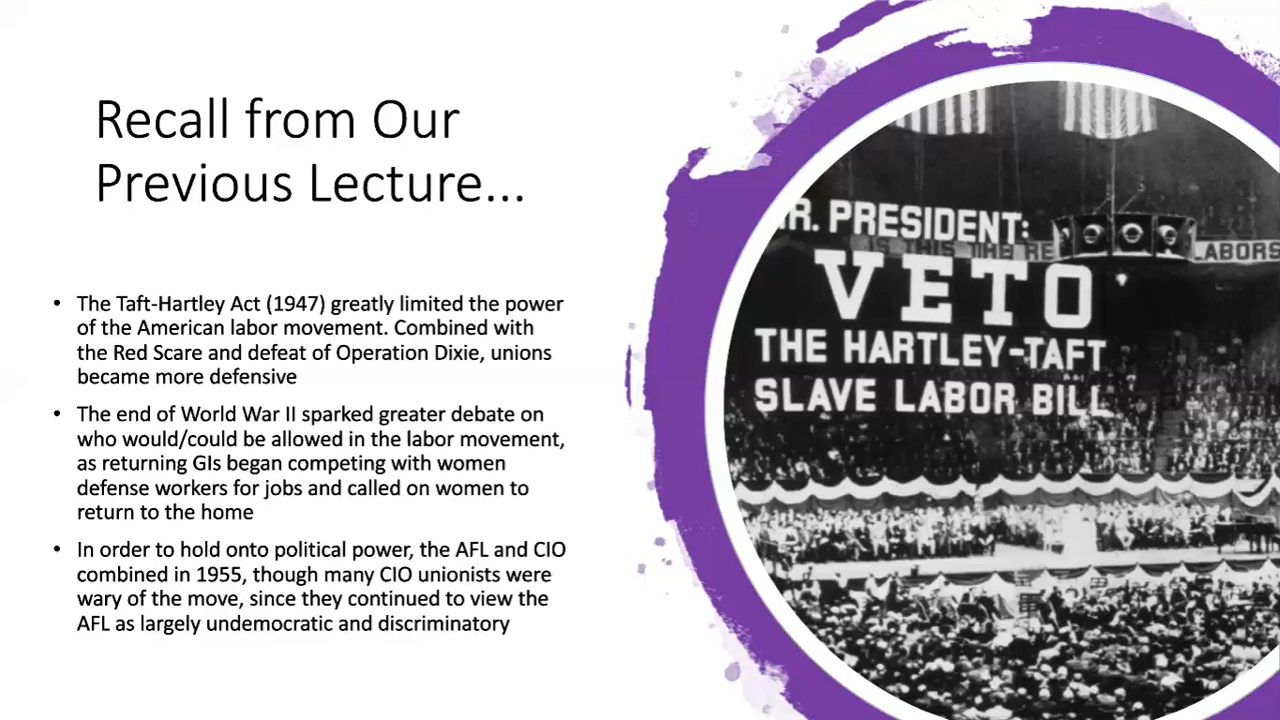 Recall from Our
Previous Lecture...
• The Taft-Hartley Act (1947) greatly limited the power
of the American labor movement. Combined with
the Red Scare and defeat of Operation Dixie, unions
became more defensive
• The end of World War II sparked greater debate on
who would/could be allowed in the labor movement,
as returning GIs began competing with women
defense workers for jobs and called on women to
return to the home
• In order to hold onto political power, the AFL and CIO
combined in 1955, though many CIO unionists were
wary of the move, since they continued to view the
AFL as largely undemocratic and discriminatory
R. PRESIDENT:
IS THIS THE RE LABORS
VETO
THE HARTLEY-TAFT
SLAVE LABOR BILL